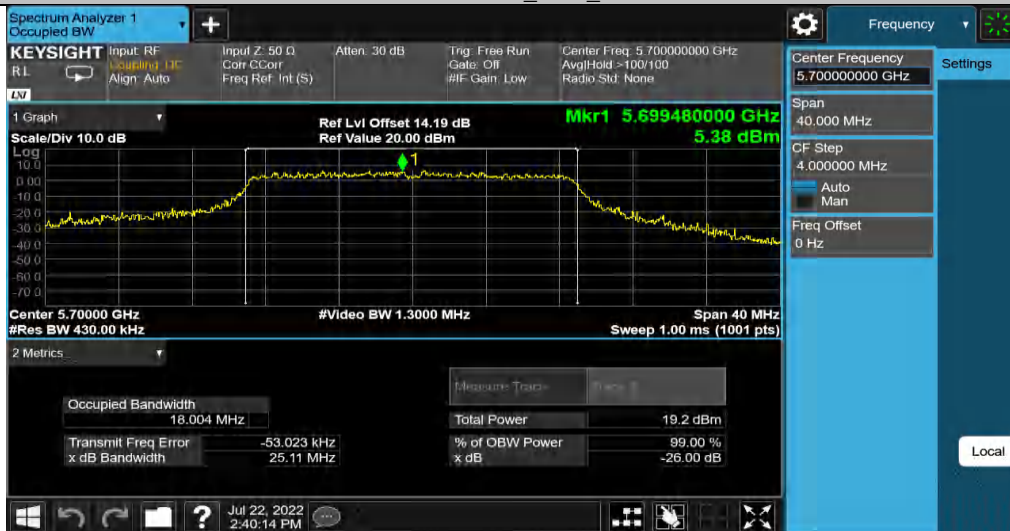 Spectrum Analyzer 1
Occupied BW
+
Frequency
KEYSIGHT
RL
LXI
Input: RF
Coupling: DC
Align: Auto
Input Z: 50 Ω
Corr CCorr
Freq Ref: Int (S)
Atten: 30 dB
Trig: Free Run
Gate: Off
#IF Gain: Low
Center Freq: 5.700000000 GHz
Avg|Hold >100/100
Radio Std: None
Center Frequency
5.700000000 GHz
Settings
Span
40.000 MHz
CF Step
4.000000 MHz
Auto
Man
Freq Offset
0 Hz
Local
1 Graph
Scale/Div 10.0 dB
Ref Lvl Offset 14.19 dB
Ref Value 20.00 dBm
Mkr1 5.699480000 GHz
5.38 dBm
Log
10.0
0.00
-10.0
-20.0
-30.0
-40.0
-50.0
-60.0
-70.0
1
Center 5.70000 GHz
#Res BW 430.00 kHz
#Video BW 1.3000 MHz
Span 40 MHz
Sweep 1.00 ms (1001 pts)
2 Metrics
Measure Trace
Trace 1
Occupied Bandwidth
18.004 MHz
Total Power 19.2 dBm
Transmit Freq Error -53.023 kHz
% of OBW Power 99.00 %
x dB Bandwidth 25.11 MHz
x dB -26.00 dB
?
Jul 22, 2022
2:40:14 PM